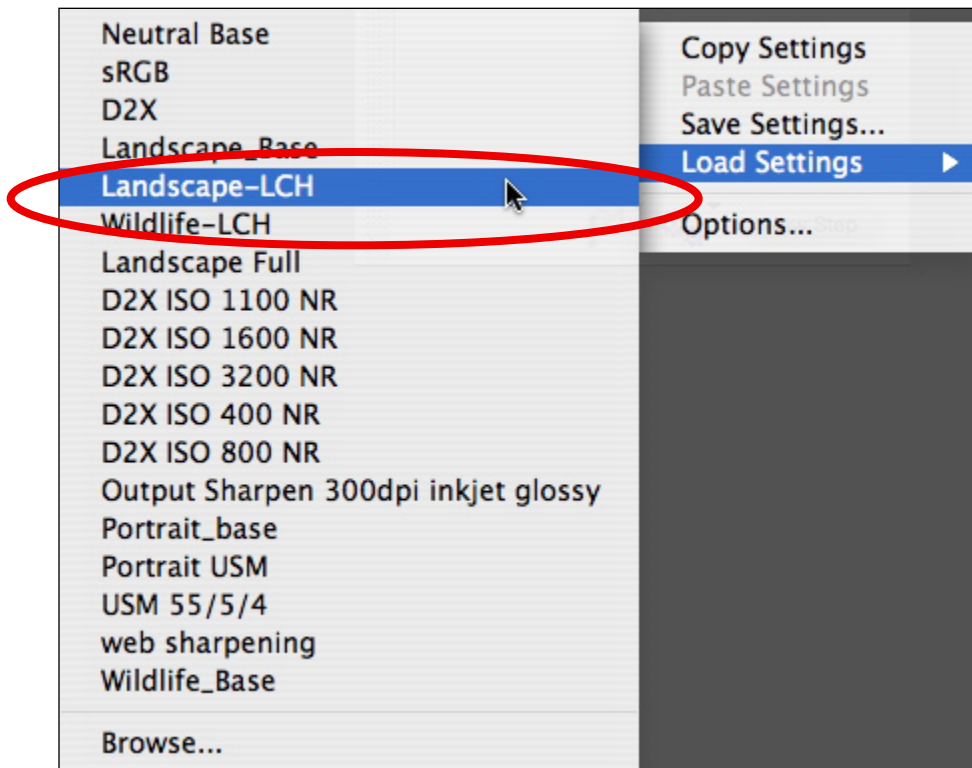 Neutral Base
sRGB
D2X
Landscape_Base
Landscape-LCH
Wildlife-LCH
Landscape Full
D2X ISO 1100 NR
D2X ISO 1600 NR
D2X ISO 3200 NR
D2X ISO 400 NR
D2X ISO 800 NR
Output Sharpen 300dpi inkjet glossy
Portrait_base
Portrait USM
USM 55/5/4
web sharpening
Wildlife_Base
Browse...
Copy Settings
Paste Settings
Save Settings...
Load Settings
Options...
Step